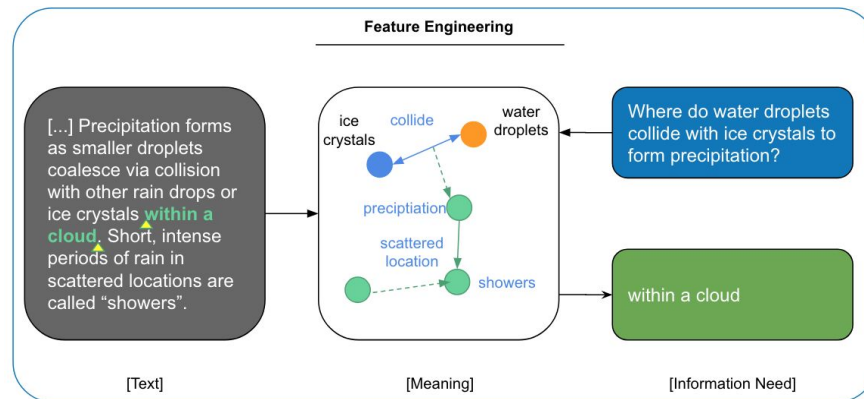 Feature Engineering
[...] Precipitation forms
as smaller droplets
coalesce via collision
with other rain drops or
ice crystals within a
cloud. Short, intense
periods of rain in
scattered locations are
called “showers”.
ice
crystals
collide
water
droplets
preciptiation
scattered
location
showers
Where do water droplets
collide with ice crystals to
form precipitation?
within a cloud
[Text]
[Meaning]
[Information Need]